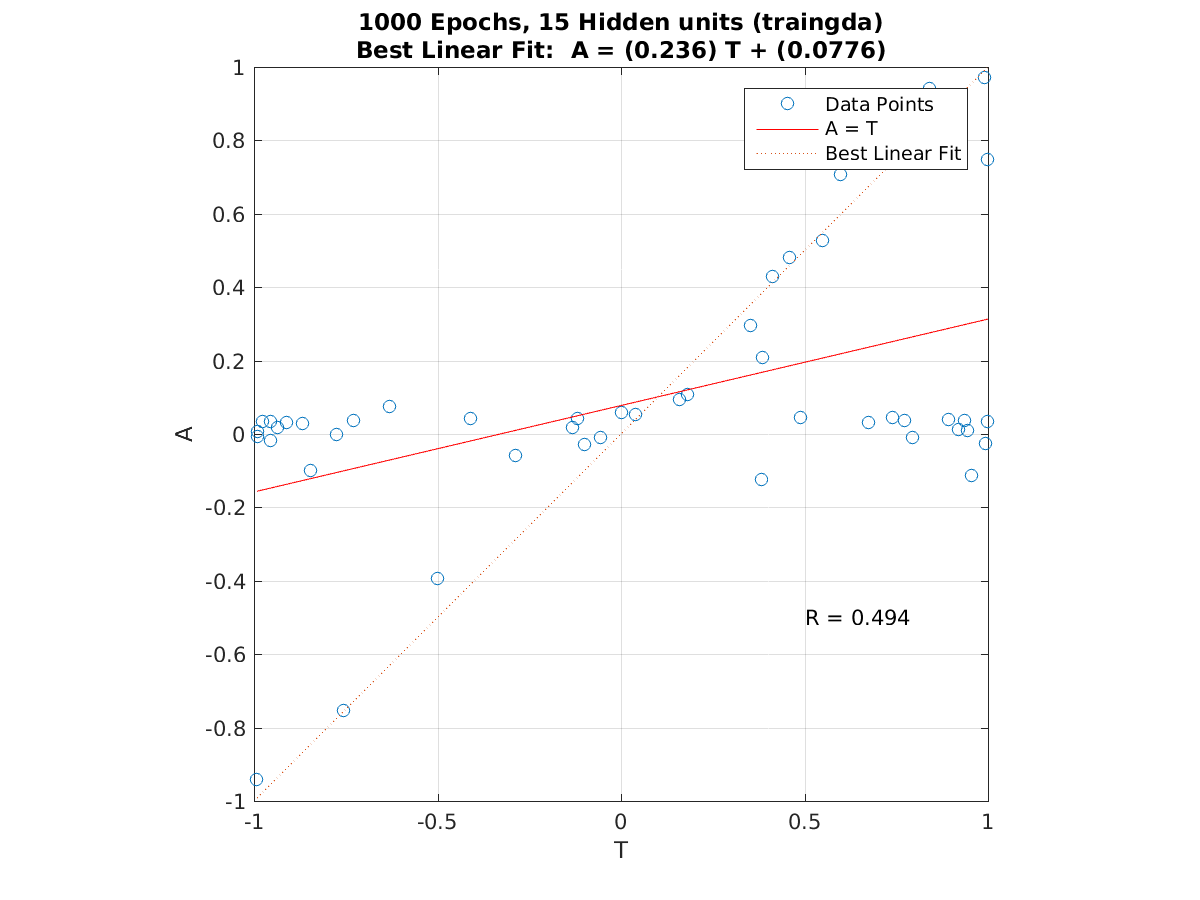 1000 Epochs, 15 Hidden units (traingda)
Best Linear Fit:  A = (0.236) T + (0.0776)
1
0.8
0.6
0.4
0.2
0
-0.2
-0.4
-0.6
-0.8
-1
A
Data Points
A = T
Best Linear Fit
R = 0.494
-1
-0.5
0
0.5
1
T